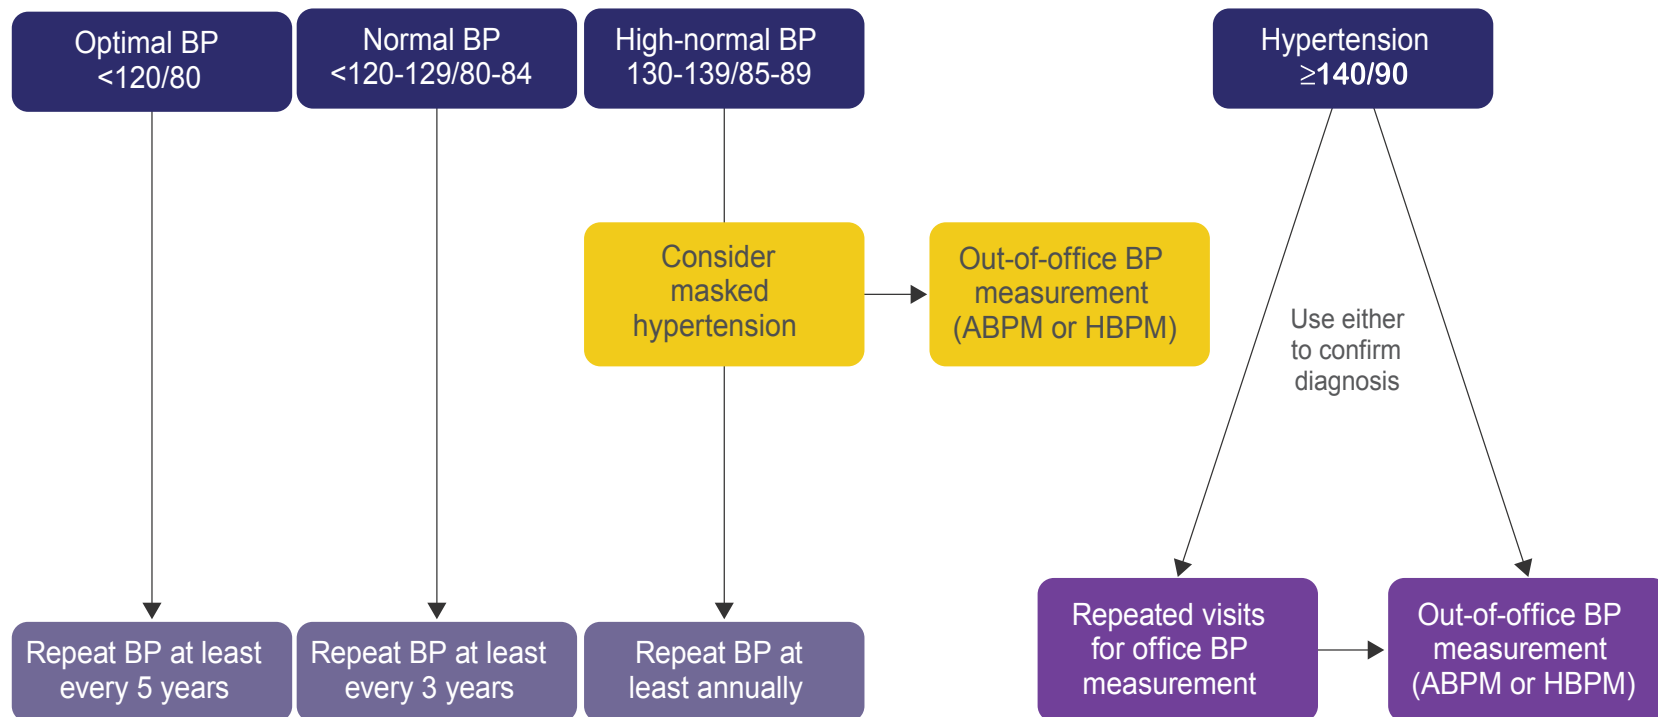 Optimal BP
<120/80
Normal BP
<120-129/80-84
High-normal BP
130-139/85-89
Hypertension
≥140/90
Consider
masked
hypertension
Out-of-office BP
measurement
(ABPM or HBPM)
Use either
to confirm
diagnosis
Repeat BP at least
every 5 years
Repeat BP at least
every 3 years
Repeat BP at
least annually
Repeated visits
for office BP
measurement
Out-of-office BP
measurement
(ABPM or HBPM)